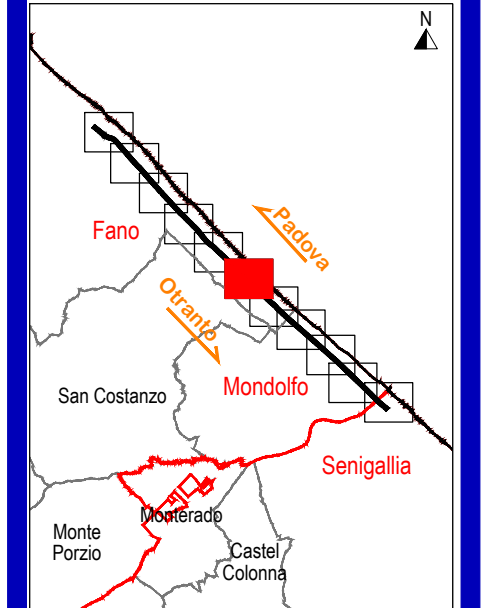 N
Padova
Fano
Otranto
San Costanzo
Mondolfo
Senigallia
Monterado
Monte
Porzio
Castel
Colonna